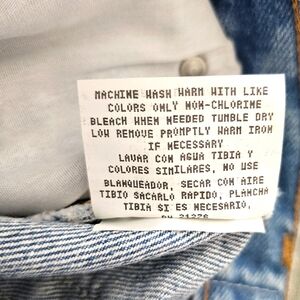 MACHINE WASH WARM WITH LIKE
COLORS ONLY NON-CHLORINE
BLEACH WHEN NEEDED TUMBLE DRY
LOW REMOVE PROMPTLY WARM IRON
IF NECESSARY
LAVAR CON AGUA TIBIA Y
COLORES SIMILARES, NO USE
BLANQUEADOR, SECAR CON AIRE
TIBIO SACARLO RAPIDO, PLANCHA
TIBIA SI ES NECESARIO,